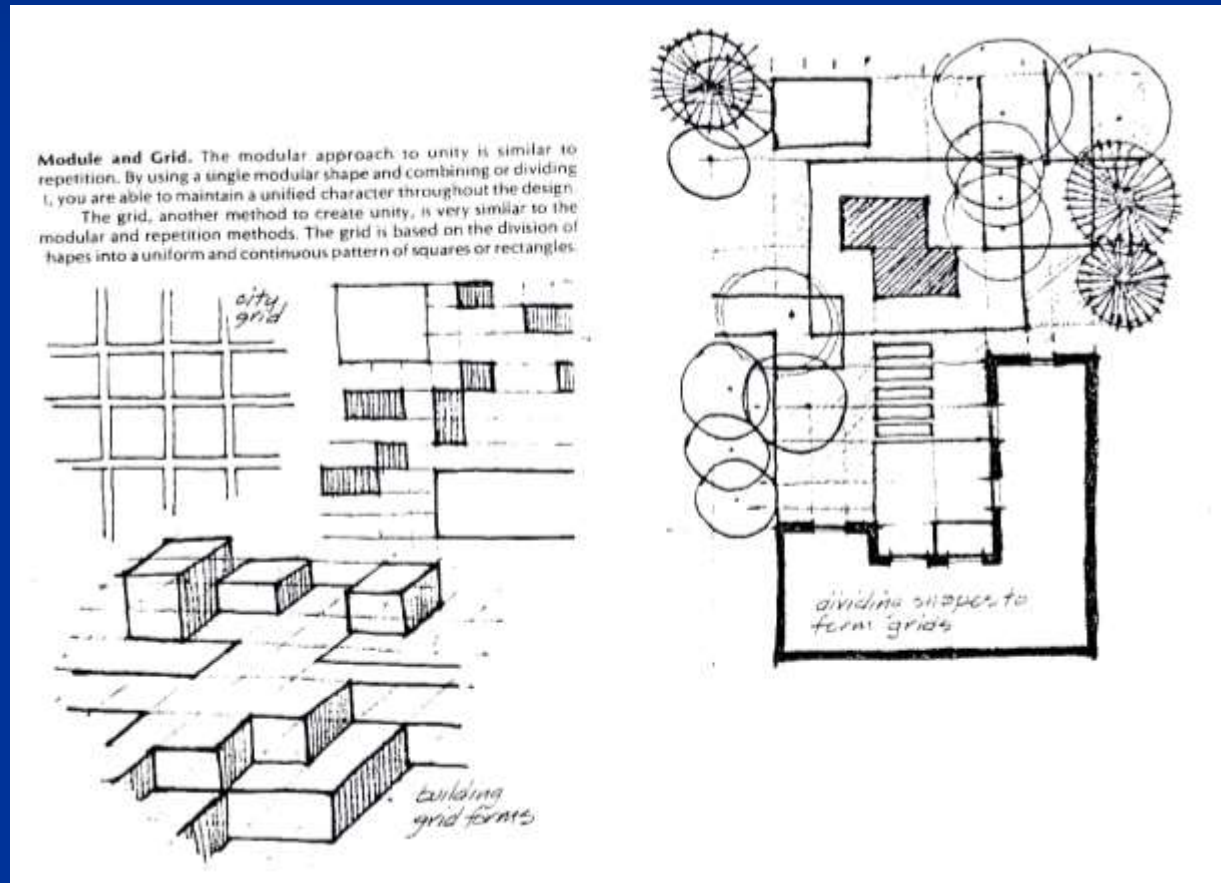 Module and Grid. The modular approach to unity is similar to
repetition. By using a single modular shape and combining or dividing
t, you are able to maintain a unified character throughout the design
The grid, another method to create unity, is very similar to the
modular and repetition methods. The grid is based on the division of
hapes into a uniform and continuous pattern of squares or rectangles.
city
grid
building
grid forms
dividing shapes to
form grids